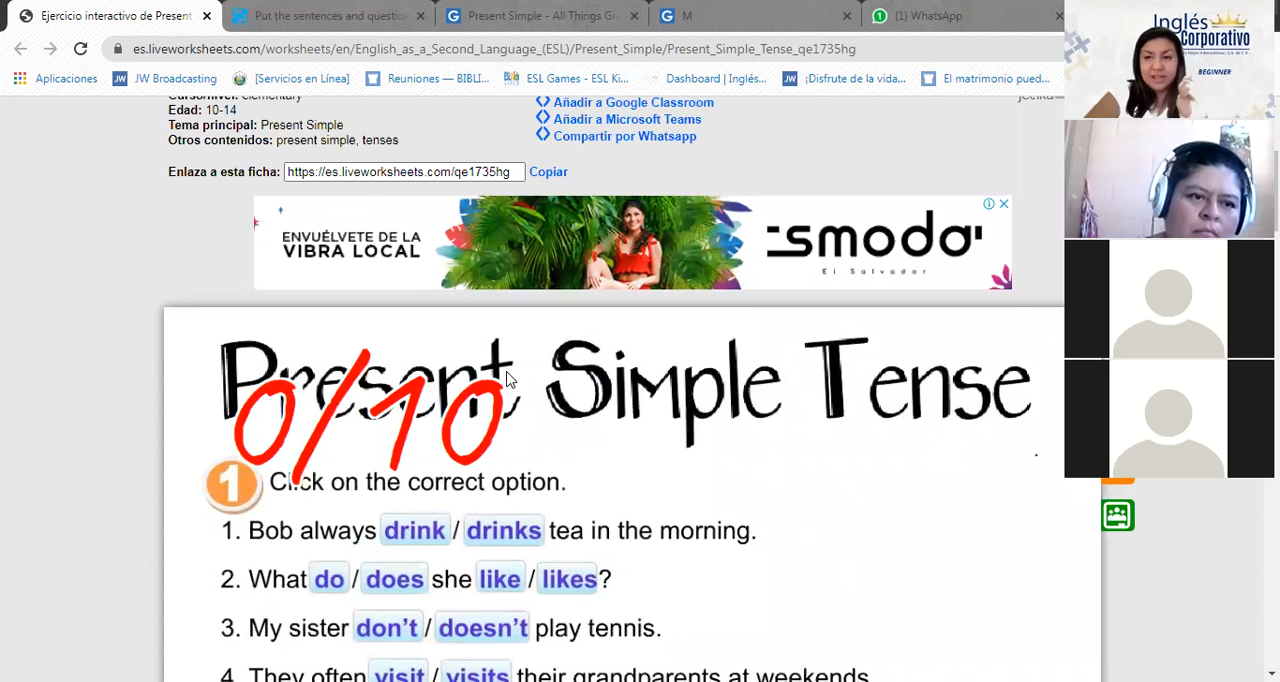 Ejercicio interactivo de Present
Put the sentences and questio
Present Simple - All Things Gra
M
(1) WhatsApp
es.liveworksheets.com/worksheets/en/English_as_a_Second_Language_(ESL)/Present_Simple/Present_Simple_Tense_qe1735hg
Aplicaciones
JW Broadcasting
[Servicios en Línea]
Reuniones — BIBLI...
ESL Games - ESL Ki...
Dashboard | Inglés...
¡Disfrute de la vida...
El matrimonio pued...
Inglés
Corporativo
BEGINNER
Edad: 10-14
Tema principal: Present Simple
Otros contenidos: present simple, tenses
Añadir a Google Classroom
Añadir a Microsoft Teams
Compartir por Whatsapp
Enlaza a esta ficha: https://es.liveworksheets.com/qe1735hg Copiar
ENVUÉLVETE DE LA
VIBRA LOCAL
smoda
El Salvador
Present Simple Tense
0/10
1 Click on the correct option.
1. Bob always drink / drinks tea in the morning.
2. What do / does she like / likes?
3. My sister don't / doesn't play tennis.
4. They often visit / visits their grandparents at weekends.